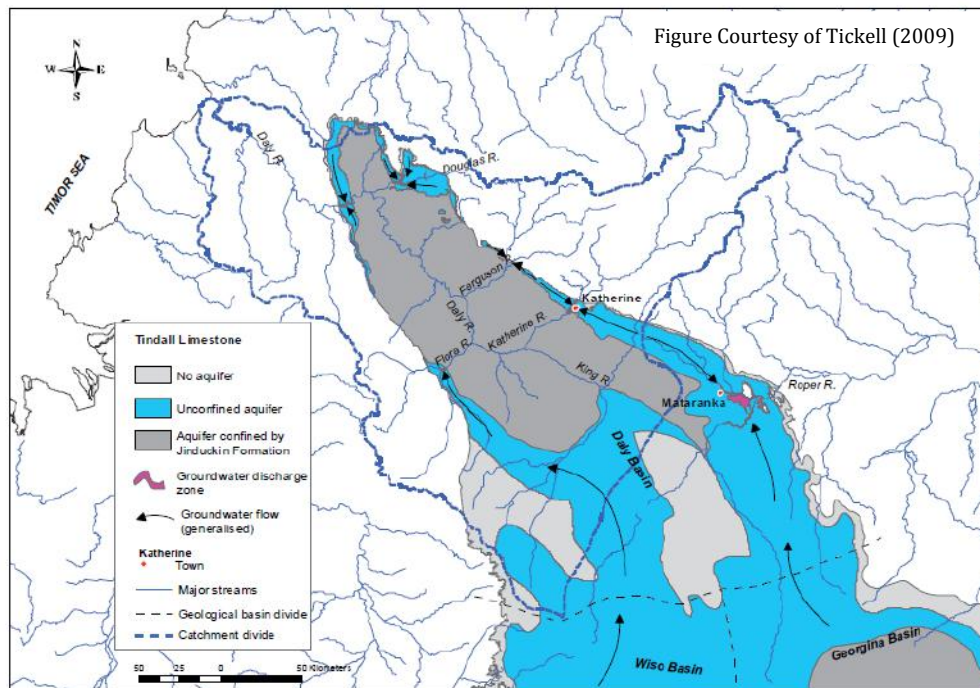 Figure Courtesy of Tickell (2009)
N
W
E
S
TIMOR SEA
Daly R.
Douglas R.
Ferguson R.
Katherine
Daly R.
Katherine R.
Flora R.
King R.
Roper R.
Mataranka
Daly Basin
Wiso Basin
Georgina Basin
Tindall Limestone
No aquifer
Unconfined aquifer
Aquifer confined by
Jinduckin Formation
Groundwater discharge
zone
Groundwater flow
(generalised)
Katherine
Town
Major streams
Geological basin divide
Catchment divide
50 25 0 50 Kilometers